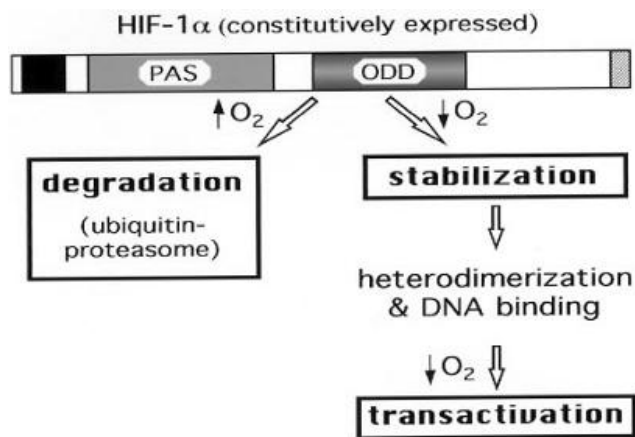 HIF-1α (constitutively expressed)
PAS
ODD
↑O₂
↓O₂
degradation
(ubiquitin-
proteasome)
stabilization
heterodimerization
& DNA binding
↓O₂
transactivation